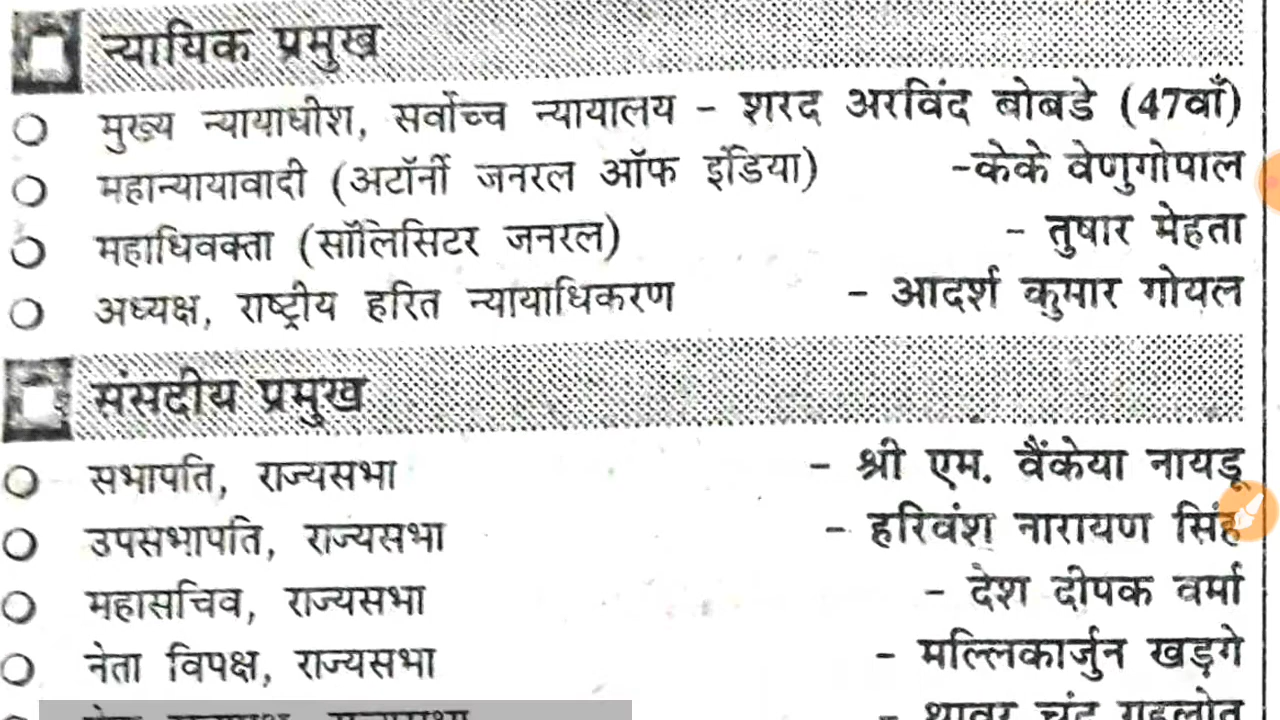 न्यायिक प्रमुख
मुख्य न्यायाधीश, सर्वोच्च न्यायालय - शरद अरविंद बोबडे (47वाँ)
महान्यायावादी (अटॉर्नी जनरल ऑफ इंडिया) -केके वेणुगोपाल
महाधिवक्ता (सॉलिसिटर जनरल) - तुषार मेहता
अध्यक्ष, राष्ट्रीय हरित न्यायाधिकरण - आदर्श कुमार गोयल
संसदीय प्रमुख
सभापति, राज्यसभा - श्री एम. वैंकेया नायडू
उपसभापति, राज्यसभा - हरिवंश नारायण सिंह
महासचिव, राज्यसभा - देश दीपक वर्मा
नेता विपक्ष, राज्यसभा - मल्लिकार्जुन खड़गे
- थावर चंद गहलोत